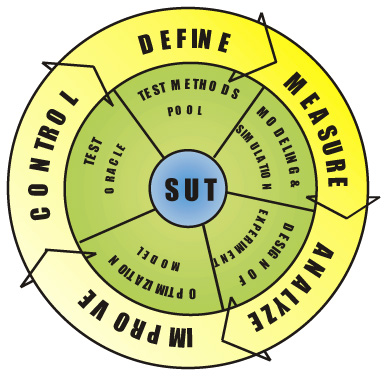 DEFINE
MEASURE
ANALYZE
IMPROVE
CONTROL
TEST METHODS
POOL
MODELING &
SIMULATION
DESIGN OF
EXPERIMENT
OPTIMIZATION
MODEL
TEST
ORACLE
SUT